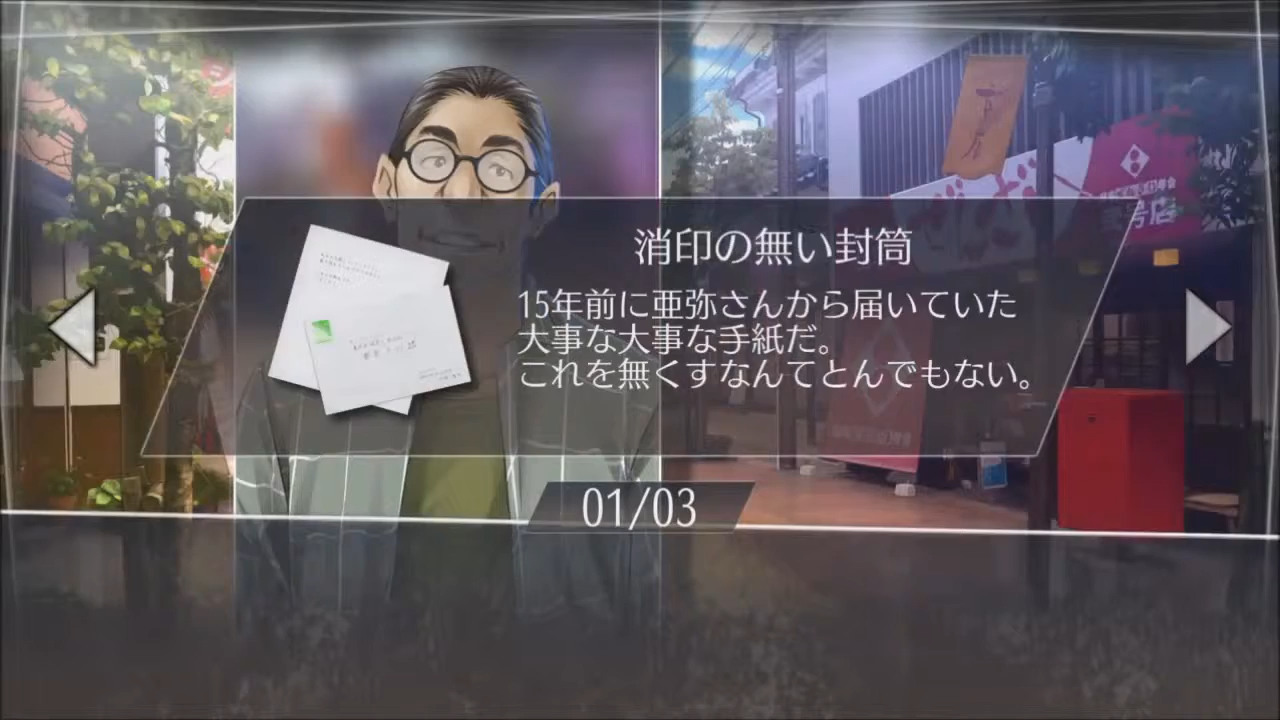 消印の無い封筒
15年前に亜弥さんから届いていた
大事な大事な手紙だ。
これを無くすなんてとんでもない。
01/03